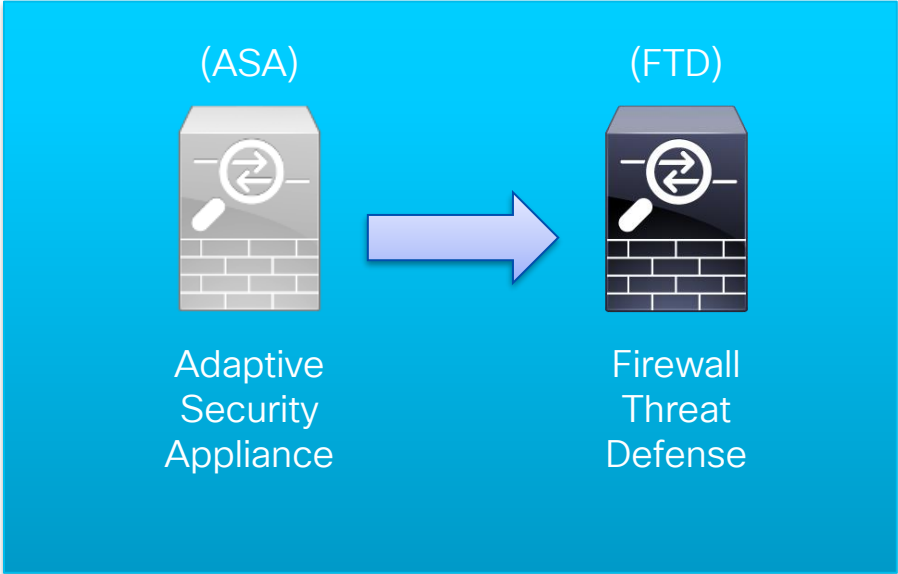 (ASA)
Adaptive
Security
Appliance
(FTD)
Firewall
Threat
Defense